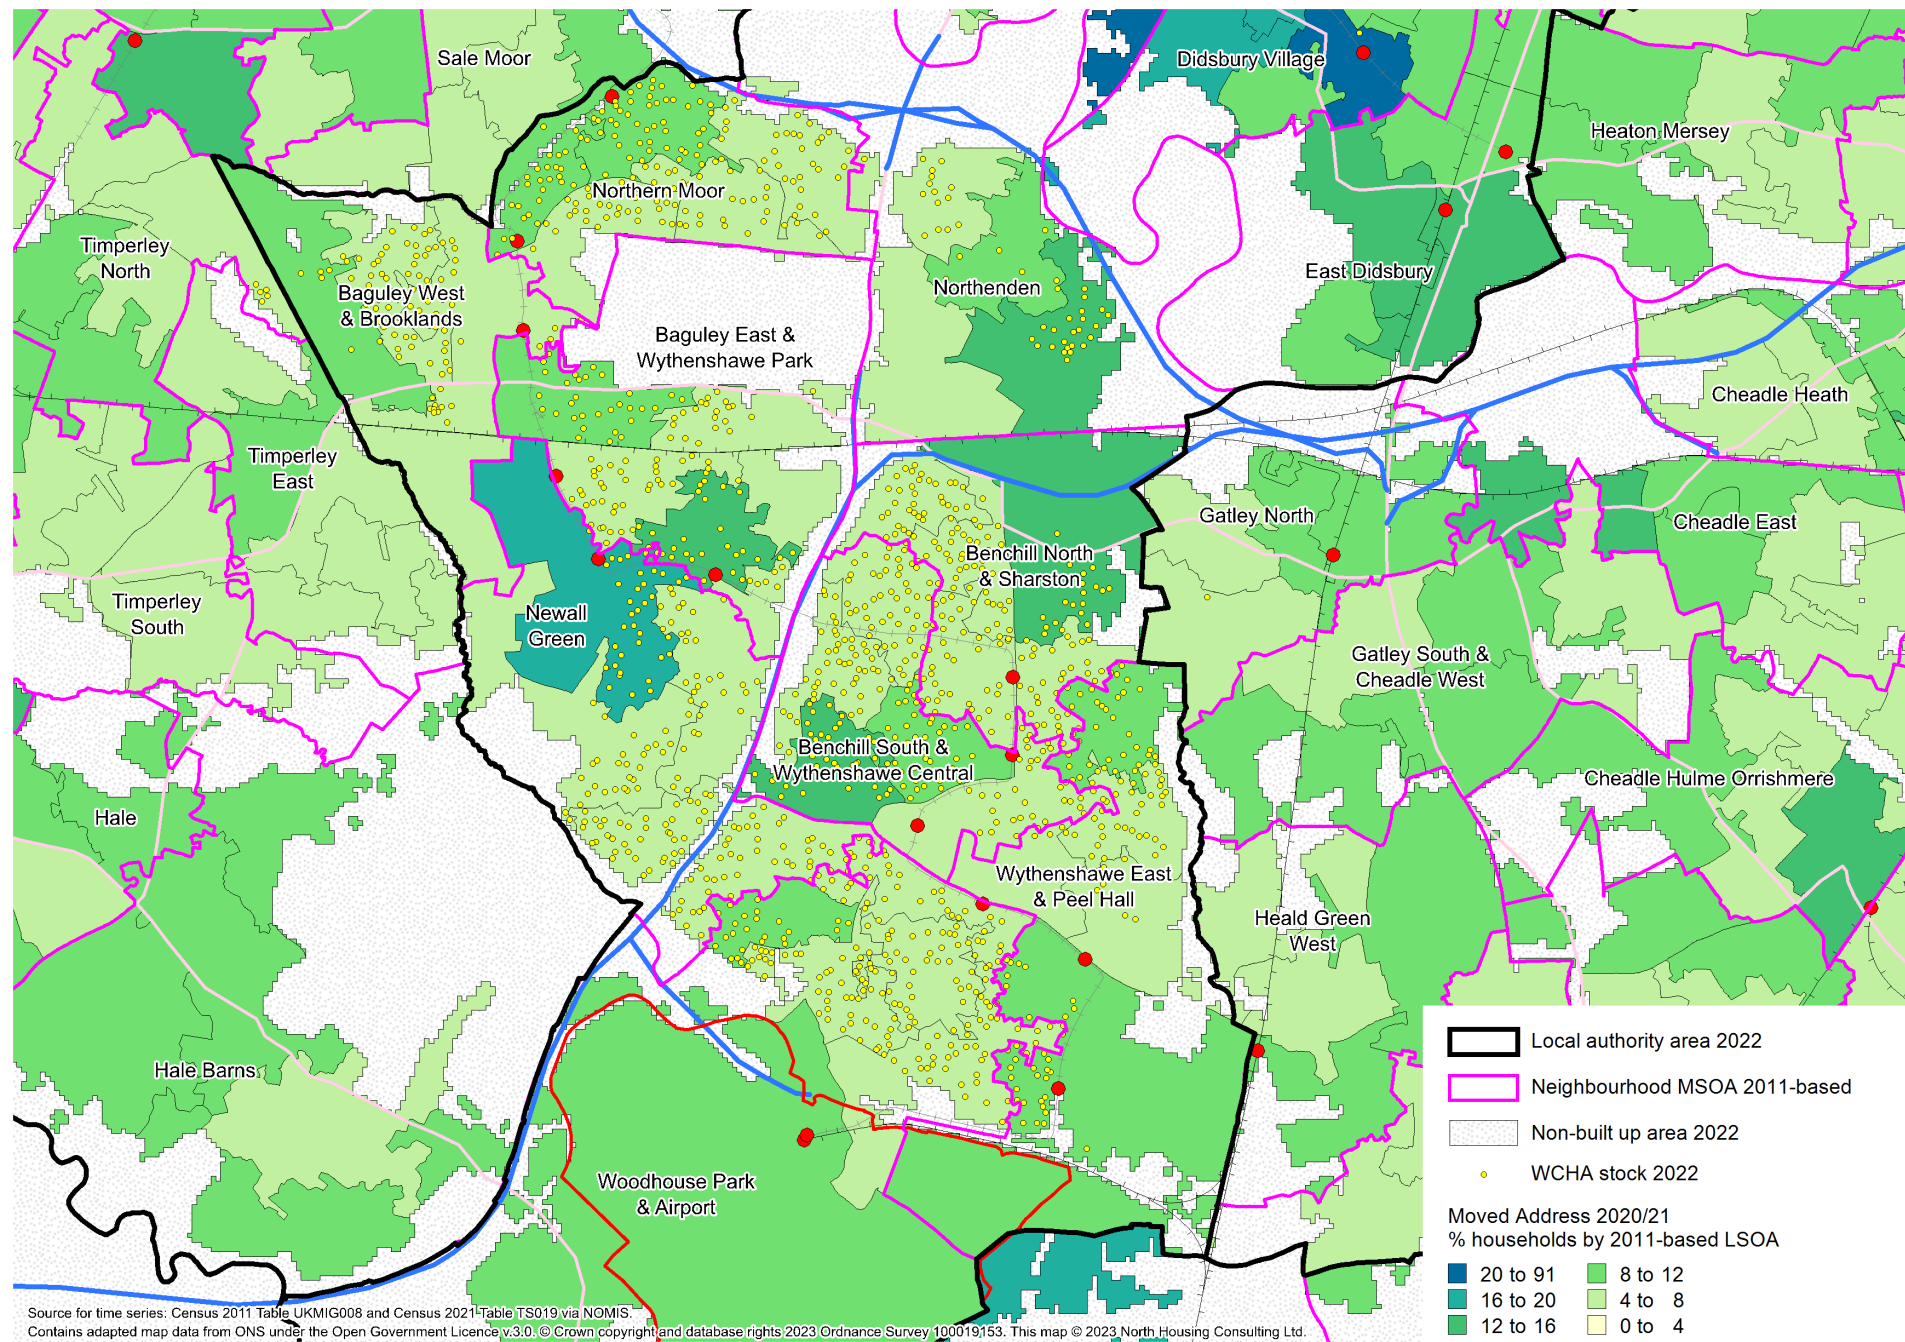 Sale Moor
Didsbury Village
Heaton Mersey
Northern Moor
Timperley
North
Baguley West
& Brooklands
Northenden
East Didsbury
Baguley East &
Wythenshawe Park
Cheadle Heath
Timperley
East
Gatley North
Cheadle East
Benchill North
& Sharston
Timperley
South
Newall
Green
Gatley South &
Cheadle West
Benchill South &
Wythenshawe Central
Cheadle Hulme Orrishmere
Hale
Wythenshawe East
& Peel Hall
Heald Green
West
Hale Barns
Woodhouse Park
& Airport
Local authority area 2022
Neighbourhood MSOA 2011-based
Non-built up area 2022
WCHA stock 2022
Moved Address 2020/21
% households by 2011-based LSOA
20 to 91
8 to 12
16 to 20
4 to 8
12 to 16
0 to 4
Source for time series: Census 2011 Table UKMIG008 and Census 2021 Table TS019 via NOMIS.
Contains adapted map data from ONS under the Open Government Licence v.3.0. © Crown copyright and database rights 2023 Ordnance Survey 100019153. This map © 2023 North Housing Consulting Ltd.